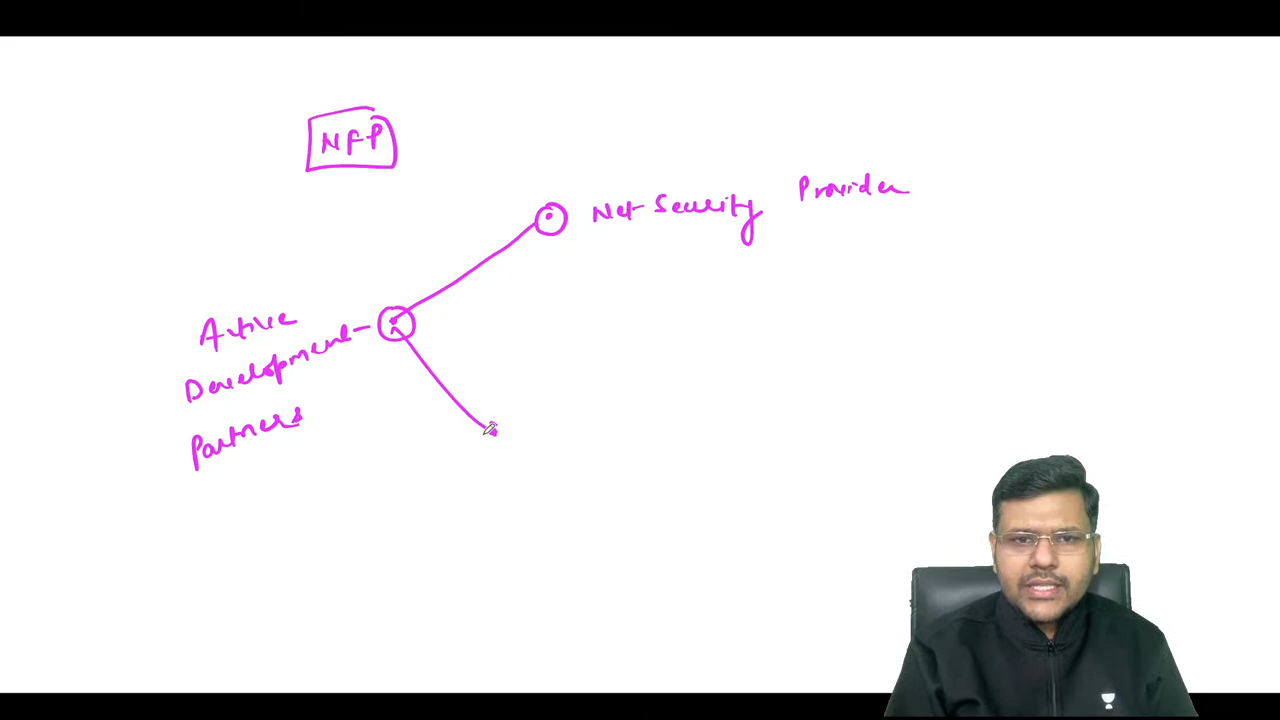 NFP
Net Security Provider
Active
Development
Partners